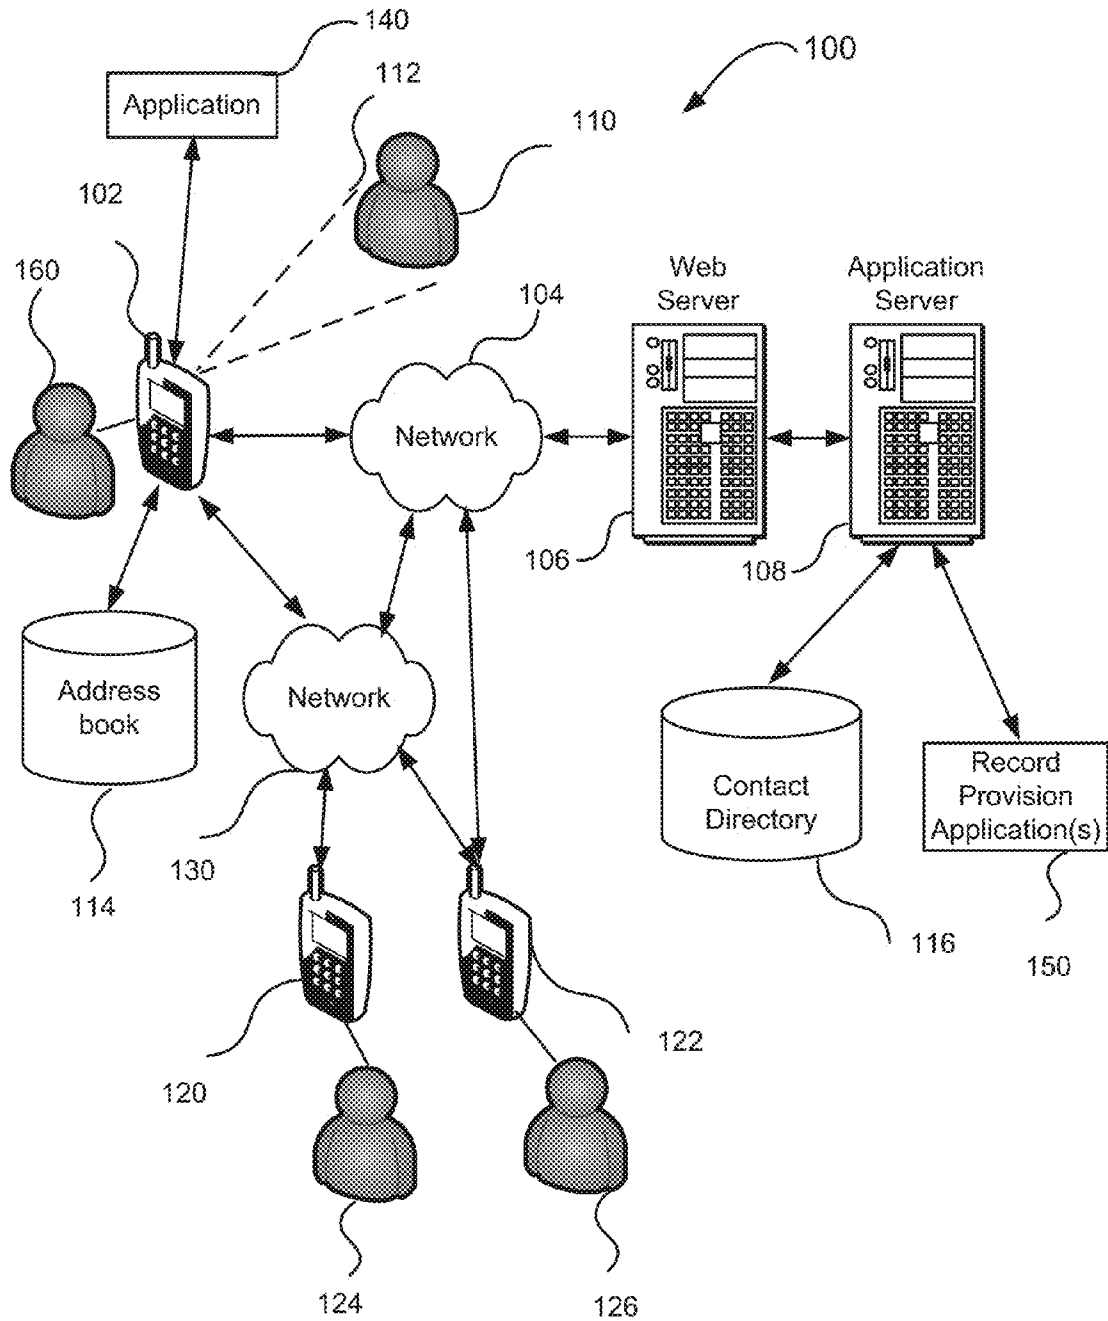 140
100
Application
112
110
102
160
104
Web
Server
Application
Server
Network
106
108
Address
book
Network
Contact
Directory
Record
Provision
Application(s)
130
114
116
150
120
122
124
126